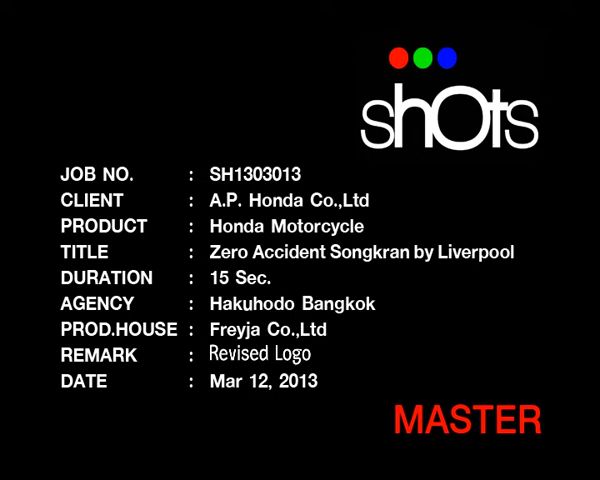 shOts
JOB NO. : SH1303013
CLIENT : A.P. Honda Co.,Ltd
PRODUCT : Honda Motorcycle
TITLE : Zero Accident Songkran by Liverpool
DURATION : 15 Sec.
AGENCY : Hakuhodo Bangkok
PROD.HOUSE : Freyja Co.,Ltd
REMARK : Revised Logo
DATE : Mar 12, 2013
MASTER